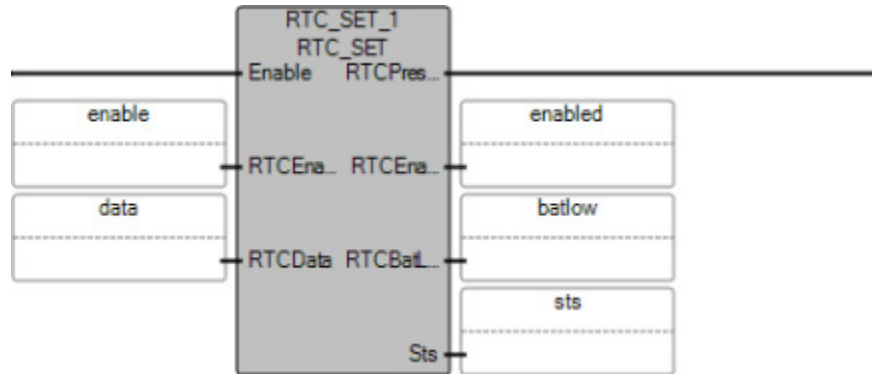 RTC_SET_1
RTC_SET
Enable RTCPres...
enable
enabled
RTCEna... RTCEna...
data
batlow
RTCData RTCBatL...
sts
Sts